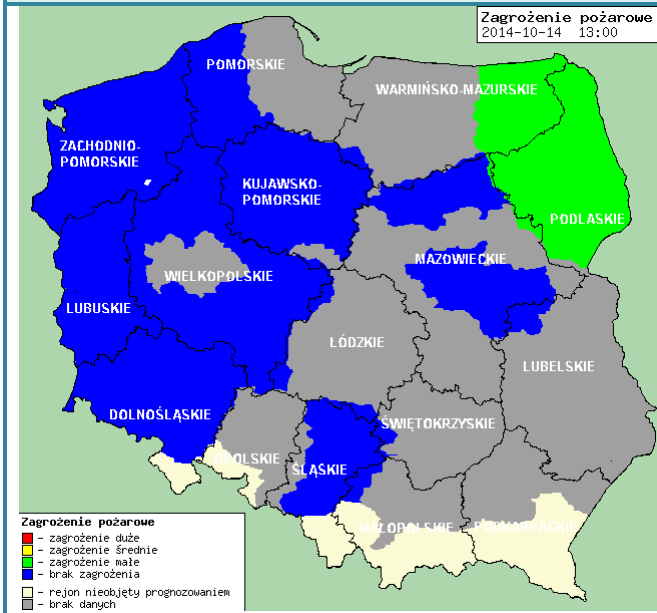 Zagrożenie pożarowe
2014-10-14 13:00
POMORSKIE
WARMIŃSKO-MAZURSKIE
ZACHODNIO-
POMORSKIE
KUJAWSKO-
POMORSKIE
PODLASKIE
MAZOWIECKIE
WIELKOPOLSKIE
LUBUSKIE
ŁÓDZKIE
LUBELSKIE
DOLNOŚLĄSKIE
ŚWIĘTOKRZYSKIE
OPOLSKIE
ŚLĄSKIE
MAŁOPOLSKIE
PODKARPACKIE
Zagrożenie pożarowe
- zagrożenie duże
- zagrożenie średnie
- zagrożenie małe
- brak zagrożenia
- rejon nieobjęty prognozowaniem
- brak danych